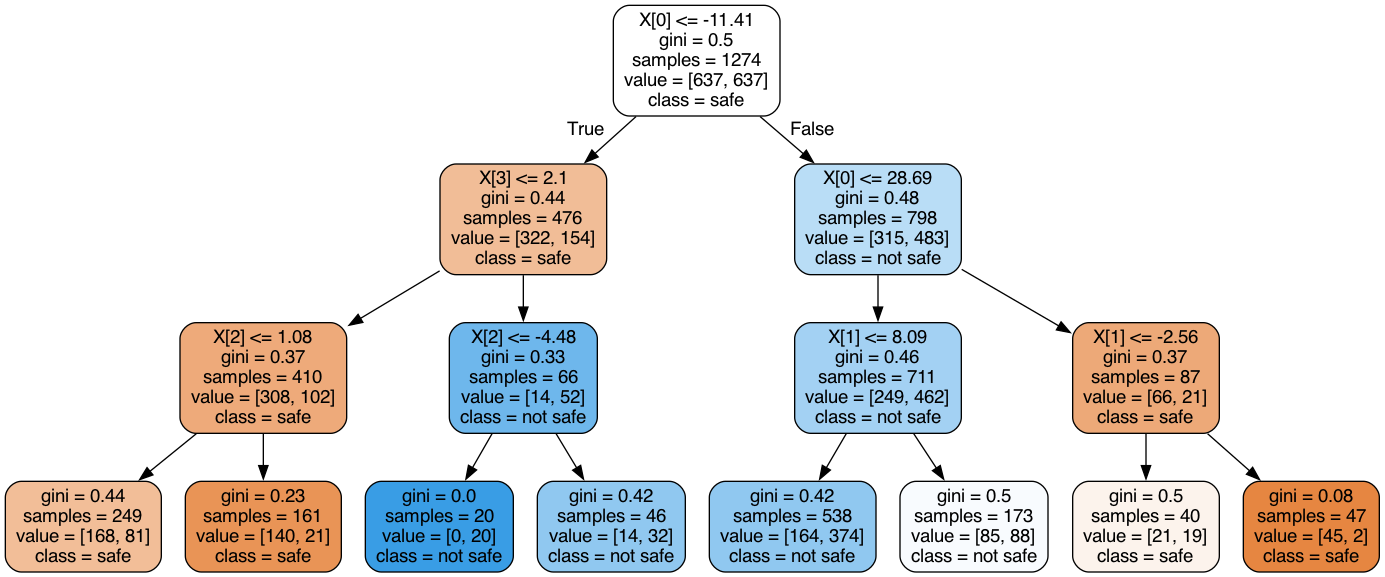 X[0] <= -11.41
gini = 0.5
samples = 1274
value = [637, 637]
class = safe
True
False
X[3] <= 2.1
gini = 0.44
samples = 476
value = [322, 154]
class = safe
X[0] <= 28.69
gini = 0.48
samples = 798
value = [315, 483]
class = not safe
X[2] <= 1.08
gini = 0.37
samples = 410
value = [308, 102]
class = safe
X[2] <= -4.48
gini = 0.33
samples = 66
value = [14, 52]
class = not safe
X[1] <= 8.09
gini = 0.46
samples = 711
value = [249, 462]
class = not safe
X[1] <= -2.56
gini = 0.37
samples = 87
value = [66, 21]
class = safe
gini = 0.44
samples = 249
value = [168, 81]
class = safe
gini = 0.23
samples = 161
value = [140, 21]
class = safe
gini = 0.0
samples = 20
value = [0, 20]
class = not safe
gini = 0.42
samples = 46
value = [14, 32]
class = not safe
gini = 0.42
samples = 538
value = [164, 374]
class = not safe
gini = 0.5
samples = 173
value = [85, 88]
class = not safe
gini = 0.5
samples = 40
value = [21, 19]
class = safe
gini = 0.08
samples = 47
value = [45, 2]
class = safe